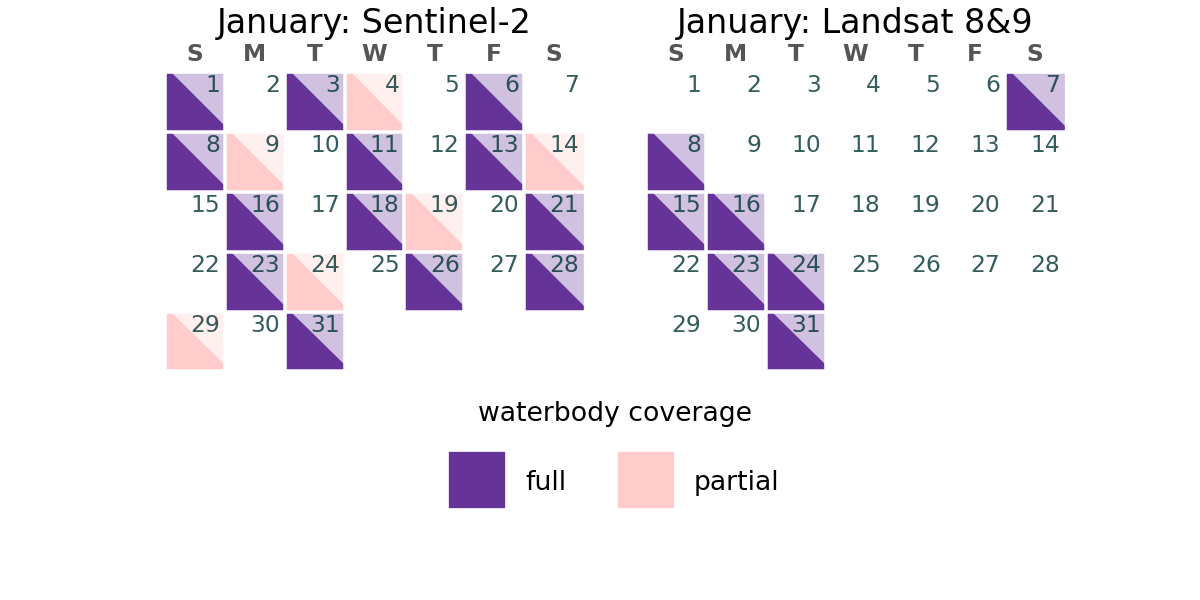 January: Sentinel-2
S M T W T F S
1 2 3 4 5 6 7
8 9 10 11 12 13 14
15 16 17 18 19 20 21
22 23 24 25 26 27 28
29 30 31
January: Landsat 8&9
S M T W T F S
1 2 3 4 5 6 7
8 9 10 11 12 13 14
15 16 17 18 19 20 21
22 23 24 25 26 27 28
29 30 31
waterbody coverage
full partial